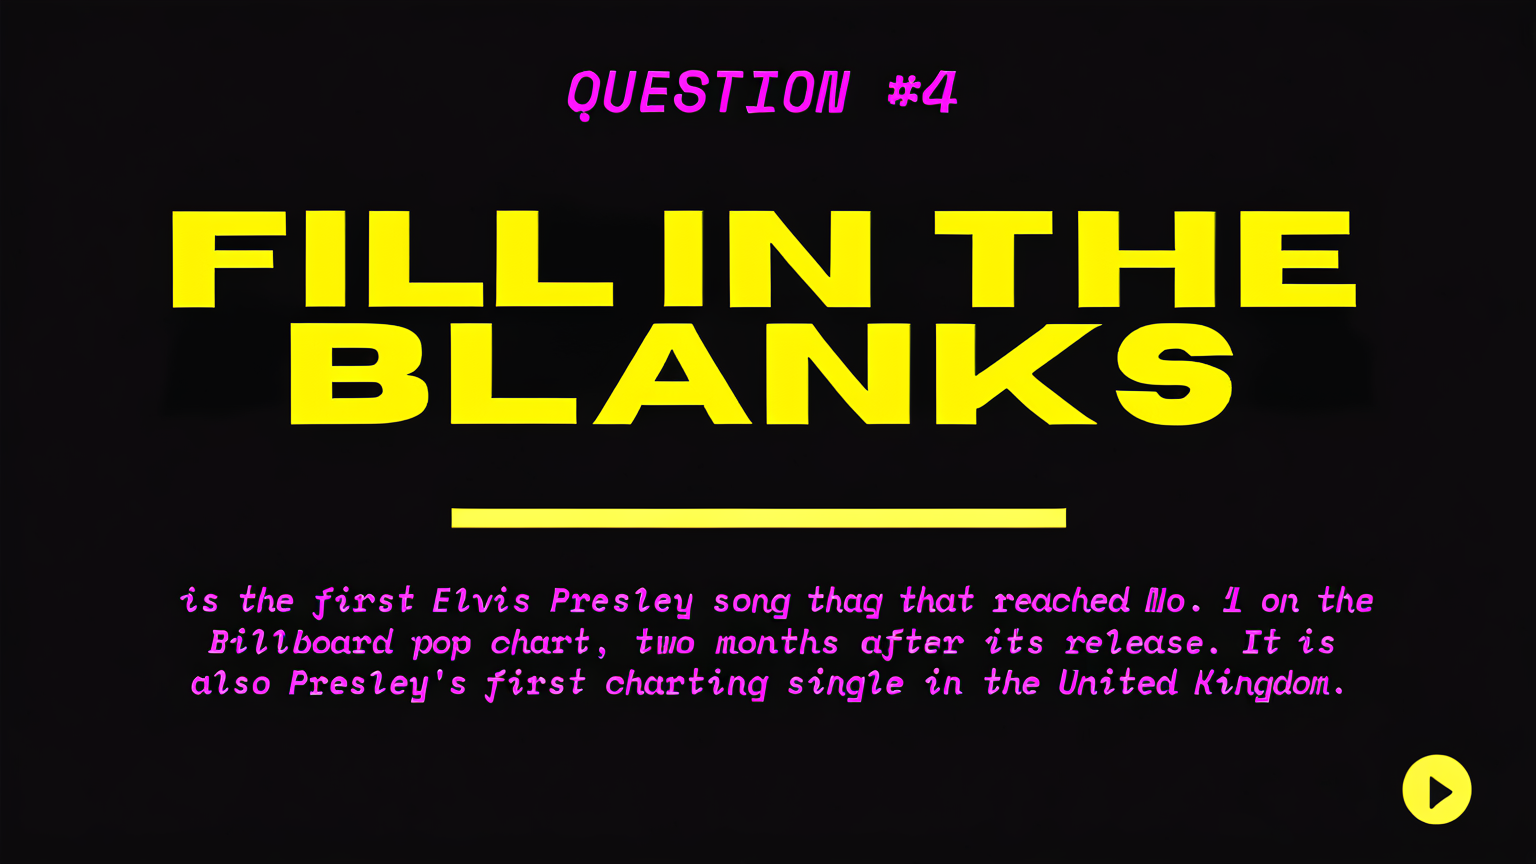 QUESTION #4
FILL IN THE
BLANKS
is the first Elvis Presley song thag that reached No. 1 on the
Billboard pop chart, two months after its release. It is
also Presley's first charting single in the United Kingdom.